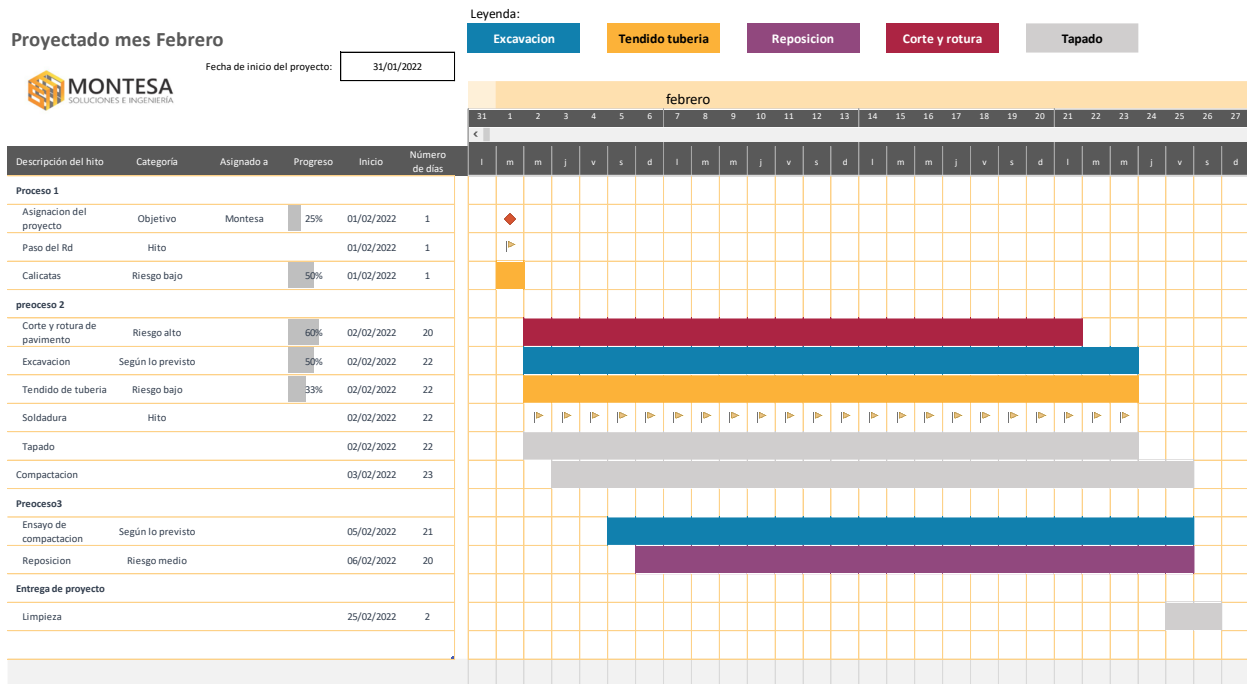 Leyenda:
Proyectado mes Febrero
Excavacion Tendido tuberia Reposicion Corte y rotura Tapado
Fecha de inicio del proyecto: 31/01/2022
MONTESA
SOLUCIONES E INGENIERÍA
febrero
31 1 2 3 4 5 6 7 8 9 10 11 12 13 14 15 16 17 18 19 20 21 22 23 24 25 26 27
Descripción del hito Categoría Asignado a Progreso Inicio Número de días l m m j v s d l m m j v s d l m m j v s d l m m j v s d
Proceso 1
Asignacion del proyecto Objetivo Montesa 25% 01/02/2022 1
Paso del Rd Hito 01/02/2022 1
Calicatas Riesgo bajo 50% 01/02/2022 1
preoceso 2
Corte y rotura de pavimento Riesgo alto 60% 02/02/2022 20
Excavacion Según lo previsto 50% 02/02/2022 22
Tendido de tuberia Riesgo bajo 33% 02/02/2022 22
Soldadura Hito 02/02/2022 22
Tapado 02/02/2022 22
Compactacion 03/02/2022 23
Preoceso3
Ensayo de compactacion Según lo previsto 05/02/2022 21
Reposicion Riesgo medio 06/02/2022 20
Entrega de proyecto
Limpieza 25/02/2022 2